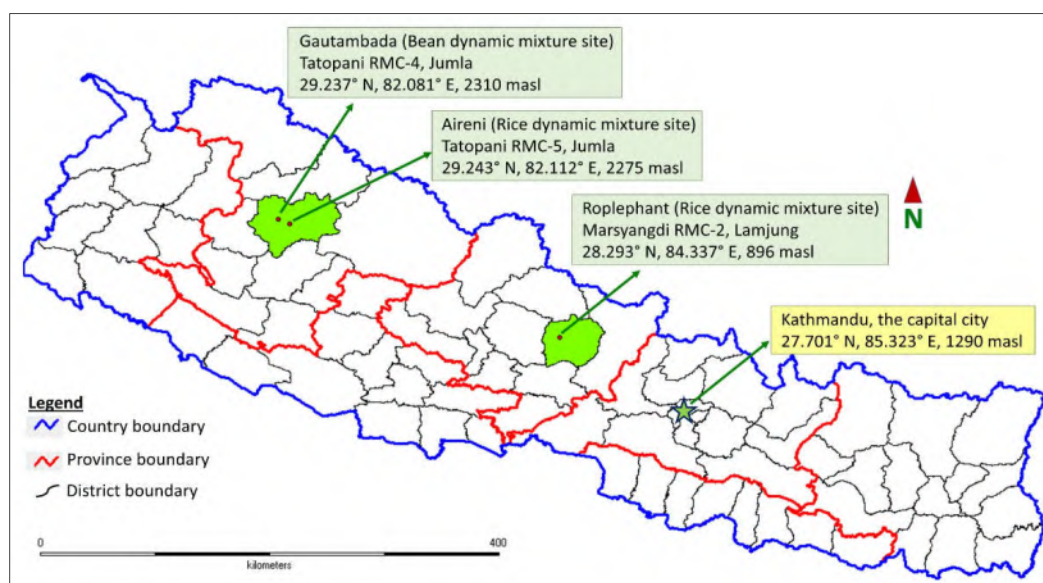 Gautambada (Bean dynamic mixture site)
Tatopani RMC-4, Jumla
29.237° N, 82.081° E, 2310 masl
Aireni (Rice dynamic mixture site)
Tatopani RMC-5, Jumla
29.243° N, 82.112° E, 2275 masl
Roplephant (Rice dynamic mixture site)
Marsyangdi RMC-2, Lamjung
28.293° N, 84.337° E, 896 masl
N
Kathmandu, the capital city
27.701° N, 85.323° E, 1290 masl
Legend
Country boundary
Province boundary
District boundary
0 400
kilometers